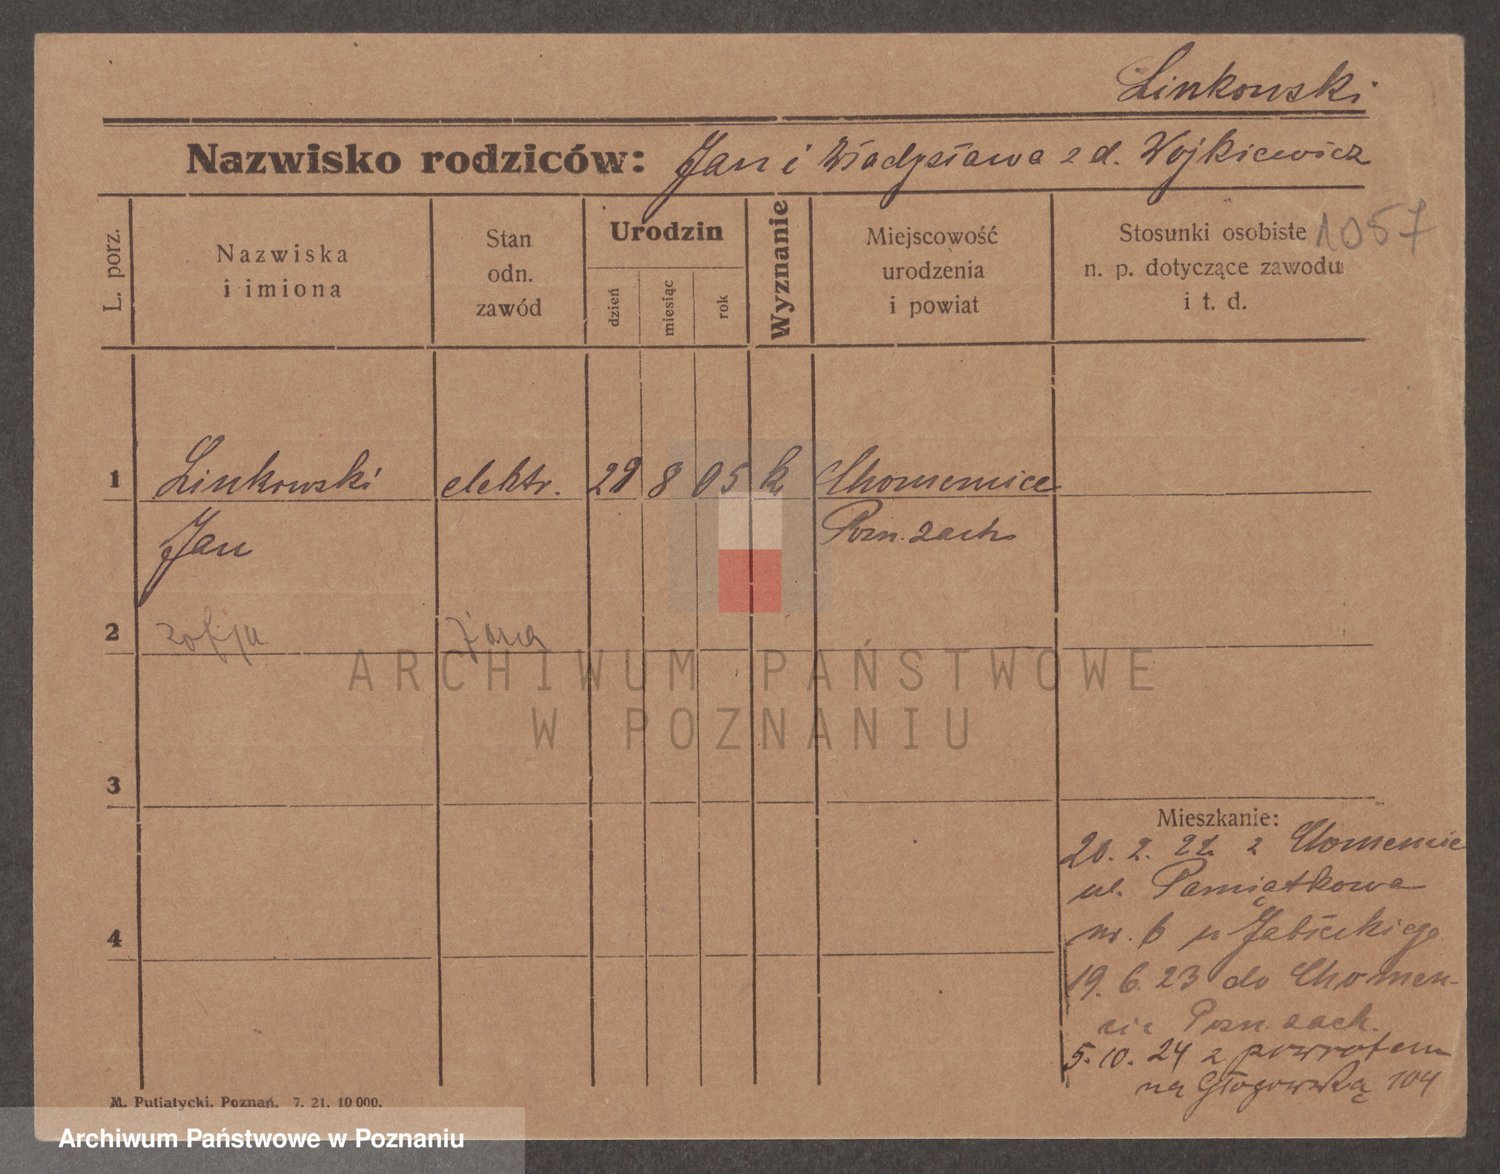 Linkowski
Nazwisko rodziców: Jan i Władysława z d. Wojkiewicz
L. porz.
Nazwiska
i imiona
Stan
odn.
zawód
Urodzin
dzień
miesiąc
rok
Wyznanie
Miejscowość
urodzenia
i powiat
Stosunki osobiste
n. p. dotyczące zawodu
i t. d.
1057
1 Linkowski elektr. 29 8 05 k Chomencice
Jan Pozn. zach.
2 Zofja żona
3
4
Mieszkanie:
20. 2. 22. z
ul. Pamiątkowa
nr. 6 u Jabłeckiego
19. 6. 23 do Chomen-
cic Pozn. zach.
5. 10. 24 z powrotem
na Głogowską 104
M. Putiatycki, Poznań. 7. 21. 10 000.
ARCHIWUM PAŃSTWOWE
W POZNANIU
Archiwum Państwowe w Poznaniu